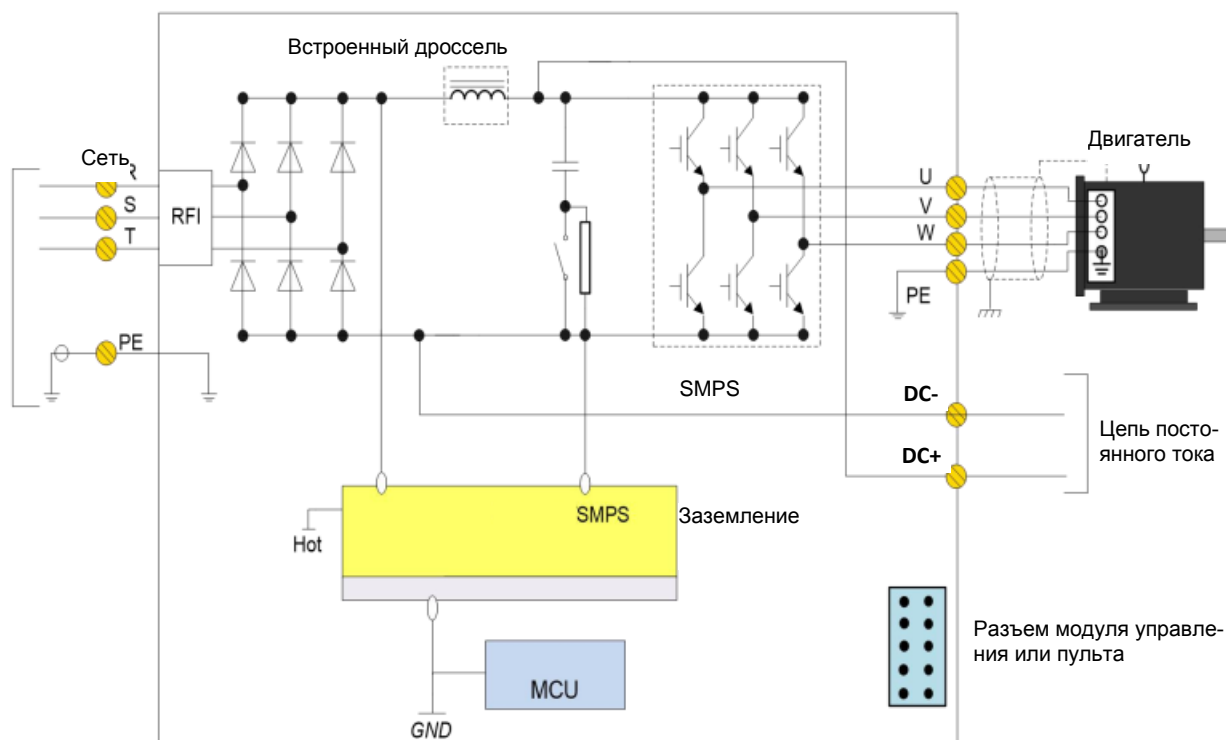 Встроенный дроссель
Сеть
R
S
T
RFI
PE
Двигатель
U
V
W
PE
SMPS
DC-
DC+
Цепь посто-
янного тока
SMPS
Заземление
Hot
MCU
GND
Разъем модуля управле-
ния или пульта